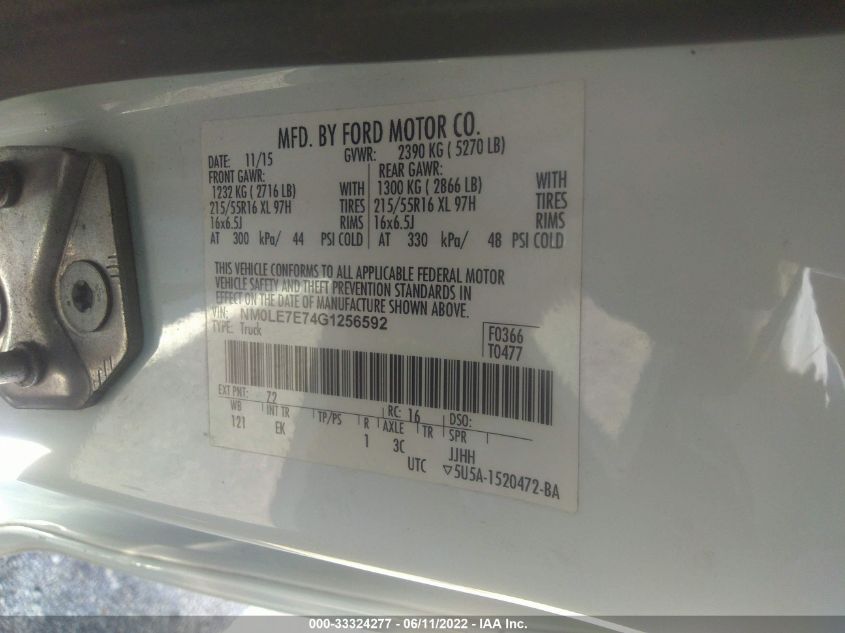 MFD. BY FORD MOTOR CO.
DATE: 11/15 GVWR: 2390 KG ( 5270 LB)
FRONT GAWR: REAR GAWR:
1232 KG ( 2716 LB) WITH 1300 KG ( 2866 LB) WITH
215/55R16 XL 97H TIRES 215/55R16 XL 97H TIRES
16x6.5J RIMS 16x6.5J RIMS
AT 300 kPa/ 44 PSI COLD AT 330 kPa/ 48 PSI COLD
THIS VEHICLE CONFORMS TO ALL APPLICABLE FEDERAL MOTOR
VEHICLE SAFETY AND THEFT PREVENTION STANDARDS IN
EFFECT ON THE DATE OF MANUFACTURE SHOWN ABOVE.
VIN: NM0LE7E74G1256592
TYPE: Truck
F0366
T0477
EXT PNT: Z2 RC: 16 DSO:
WB INT TR TP/PS R AXLE TR SPR
121 EK 1 3C JJHH
UTC ▽5U5A-1520472-BA
000-33324277 - 06/11/2022 - IAA Inc.